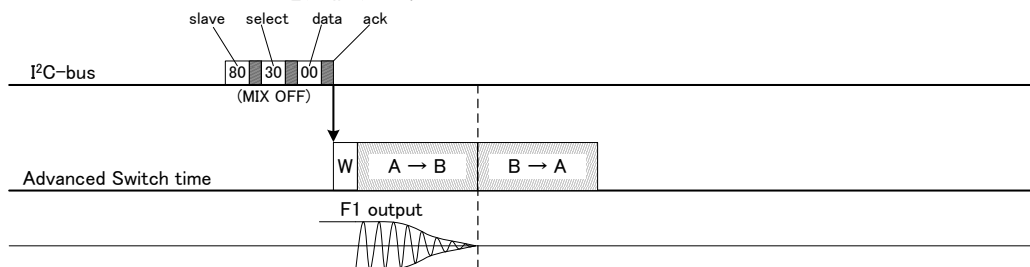 slave select data ack
I²C-bus 80 30 00
(MIX OFF)
W A → B B → A
Advanced Switch time
F1 output